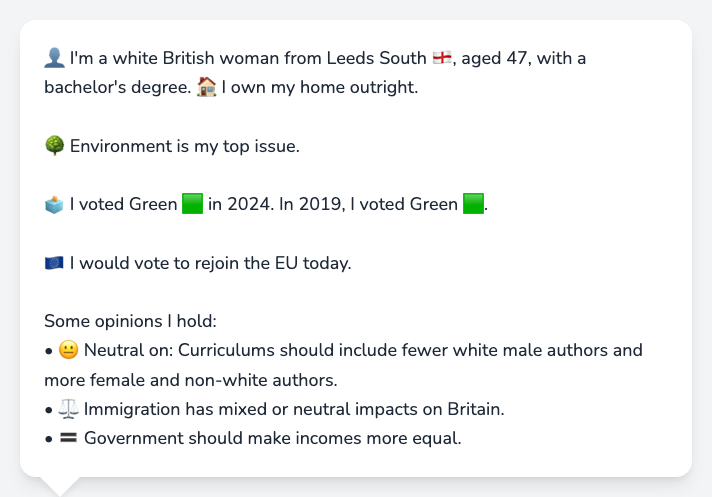 👤 I'm a white British woman from Leeds South 🏴󠁧󠁢󠁥󠁮󠁧󠁿, aged 47, with a
bachelor's degree. 🏠 I own my home outright.
🌳 Environment is my top issue.
🗳️ I voted Green 🟩 in 2024. In 2019, I voted Green 🟩.
🇪🇺 I would vote to rejoin the EU today.
Some opinions I hold:
• 😐 Neutral on: Curriculums should include fewer white male authors and
more female and non-white authors.
• ⚖️ Immigration has mixed or neutral impacts on Britain.
• 🟰 Government should make incomes more equal.